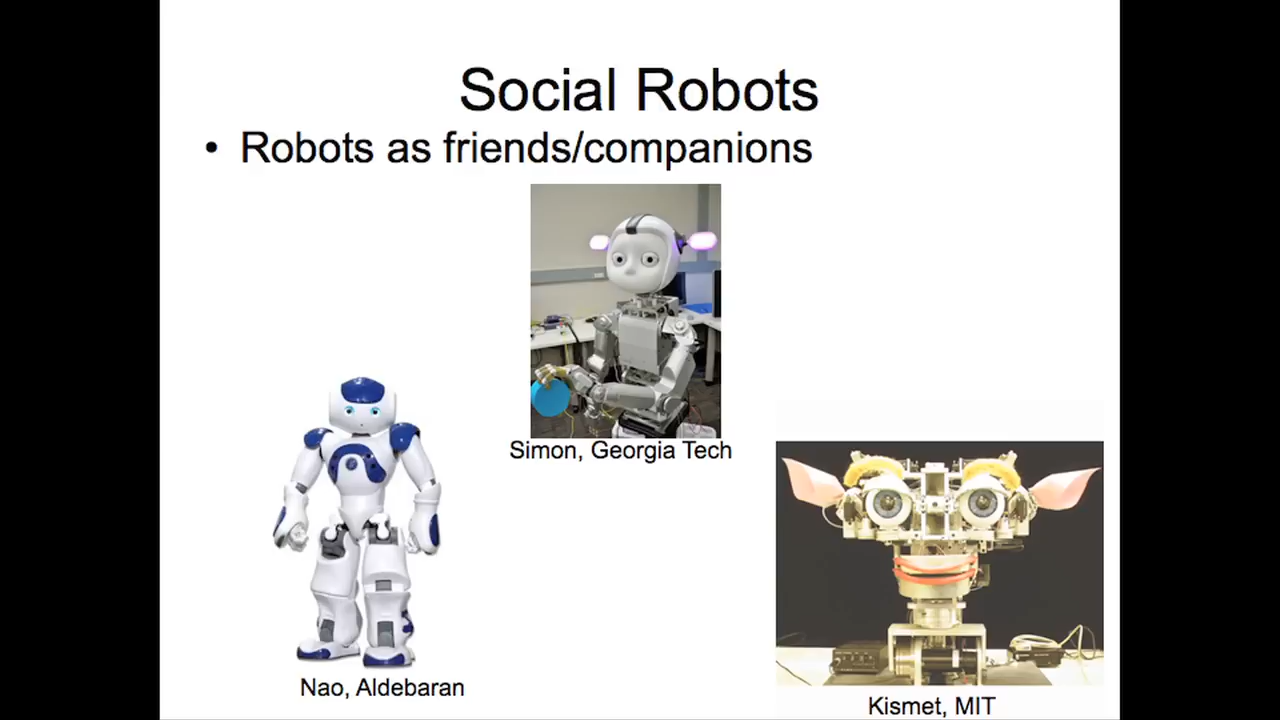 Social Robots
• Robots as friends/companions
Simon, Georgia Tech
Nao, Aldebaran
Kismet, MIT